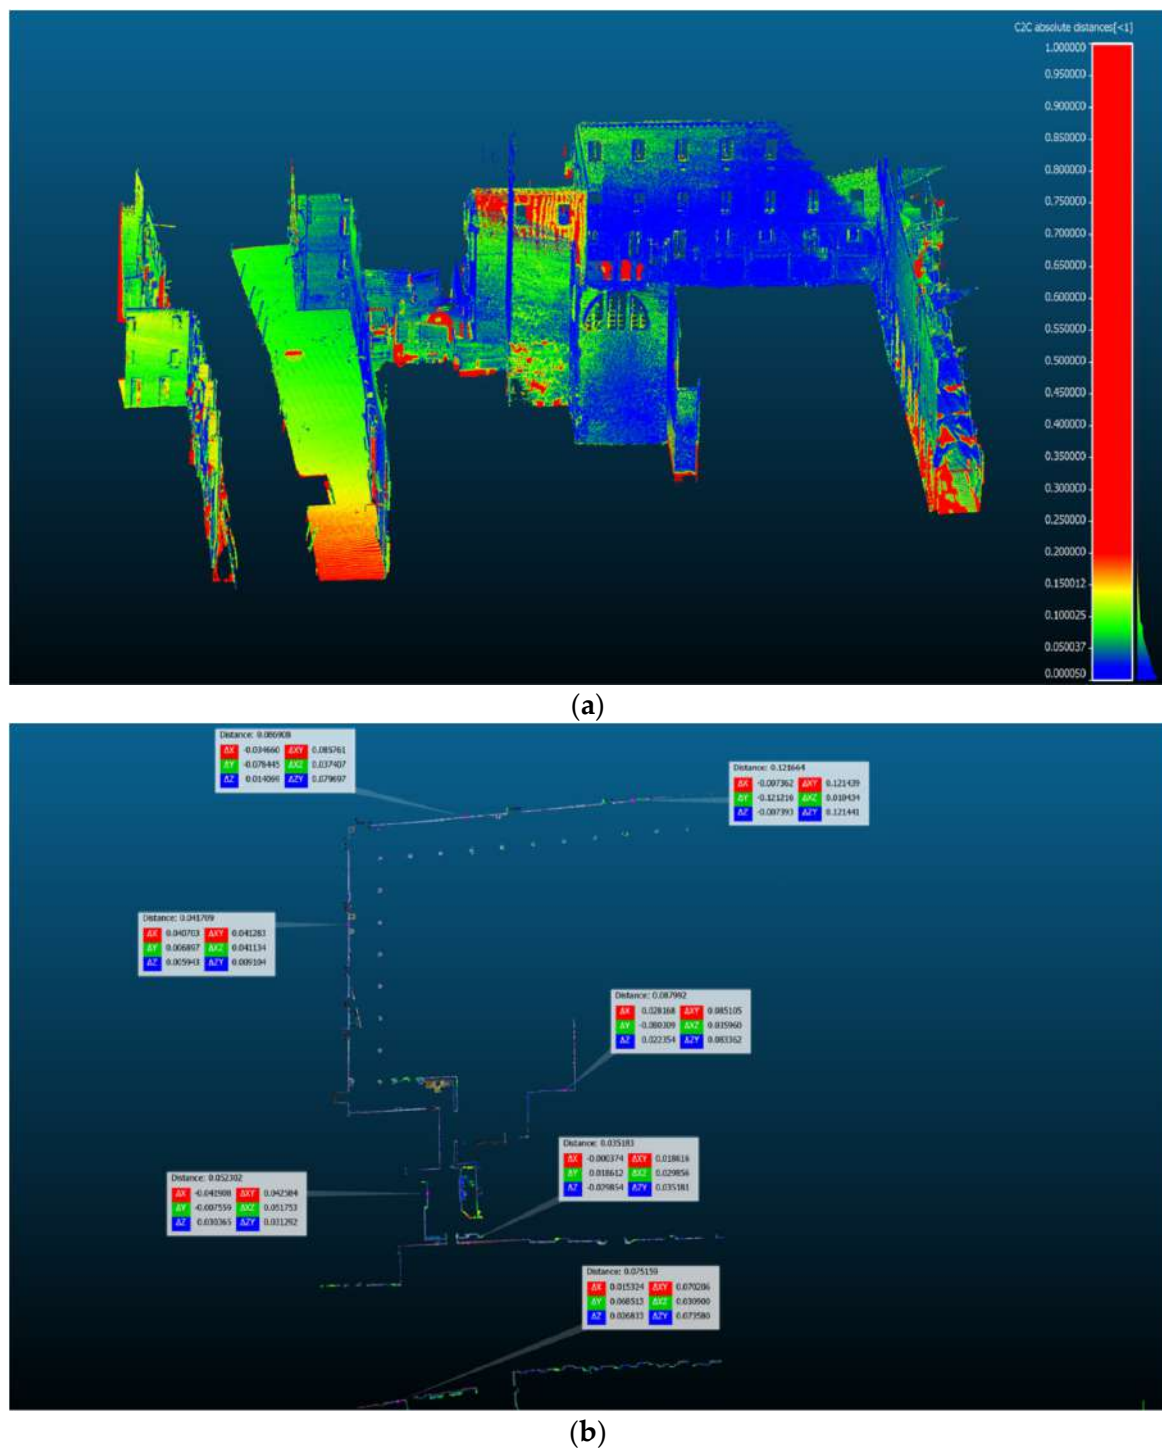 C2C absolute distances[<1]
1.000000
0.950000
0.900000
0.850000
0.800000
0.750000
0.700000
0.650000
0.600000
0.550000
0.500000
0.450000
0.400000
0.350000
0.300000
0.250000
0.200000
0.150012
0.100025
0.050037
0.000050
(a)
Distance: 0.086908
ΔX -0.034660 ΔXY 0.085761
ΔY -0.078445 ΔXZ 0.037407
ΔZ 0.014066 ΔZY 0.079697
Distance: 0.121664
ΔX -0.007362 ΔXY 0.121439
ΔY -0.121216 ΔXZ 0.010434
ΔZ -0.007393 ΔZY 0.121441
Distance: 0.041709
ΔX 0.040703 ΔXY 0.041283
ΔY 0.006897 ΔXZ 0.041134
ΔZ 0.005943 ΔZY 0.009104
Distance: 0.087992
ΔX 0.028168 ΔXY 0.085105
ΔY -0.080309 ΔXZ 0.035960
ΔZ 0.022354 ΔZY 0.083362
Distance: 0.035183
ΔX -0.000374 ΔXY 0.018616
ΔY 0.018612 ΔXZ 0.029856
ΔZ -0.029854 ΔZY 0.035181
Distance: 0.052302
ΔX -0.041908 ΔXY 0.042584
ΔY -0.007559 ΔXZ 0.051753
ΔZ 0.030365 ΔZY 0.031292
Distance: 0.075159
ΔX 0.015324 ΔXY 0.070206
ΔY 0.068513 ΔXZ 0.030900
ΔZ 0.026833 ΔZY 0.073580
(b)